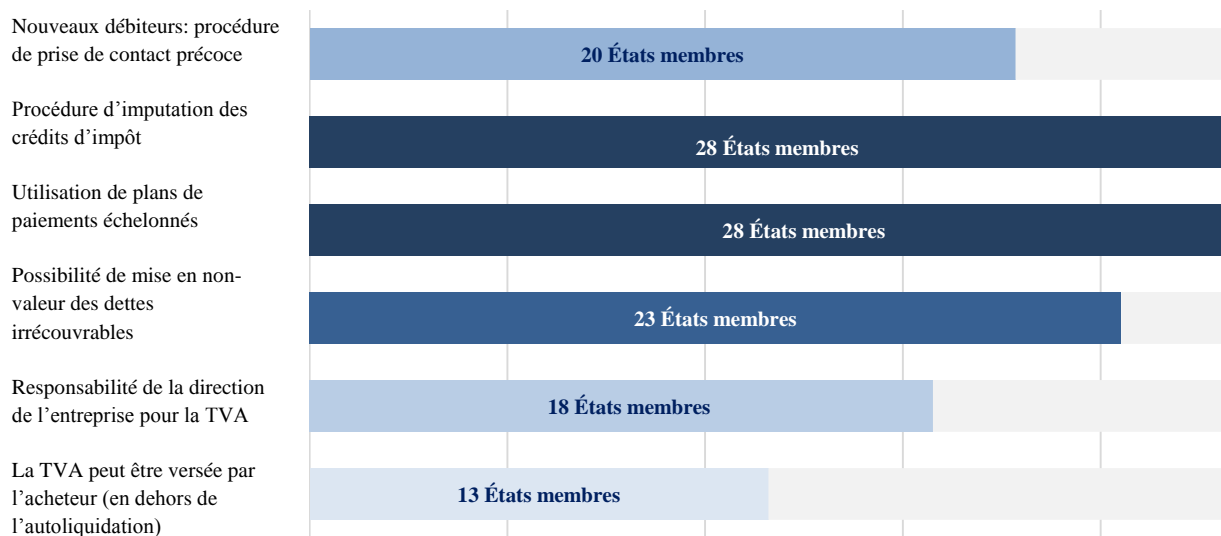 Nouveaux débiteurs: procédure
de prise de contact précoce
20 États membres
Procédure d’imputation des
crédits d’impôt
28 États membres
Utilisation de plans de
paiements échelonnés
28 États membres
Possibilité de mise en non-
valeur des dettes
irrécouvrables
23 États membres
Responsabilité de la direction
de l’entreprise pour la TVA
18 États membres
La TVA peut être versée par
l’acheteur (en dehors de
l’autoliquidation)
13 États membres